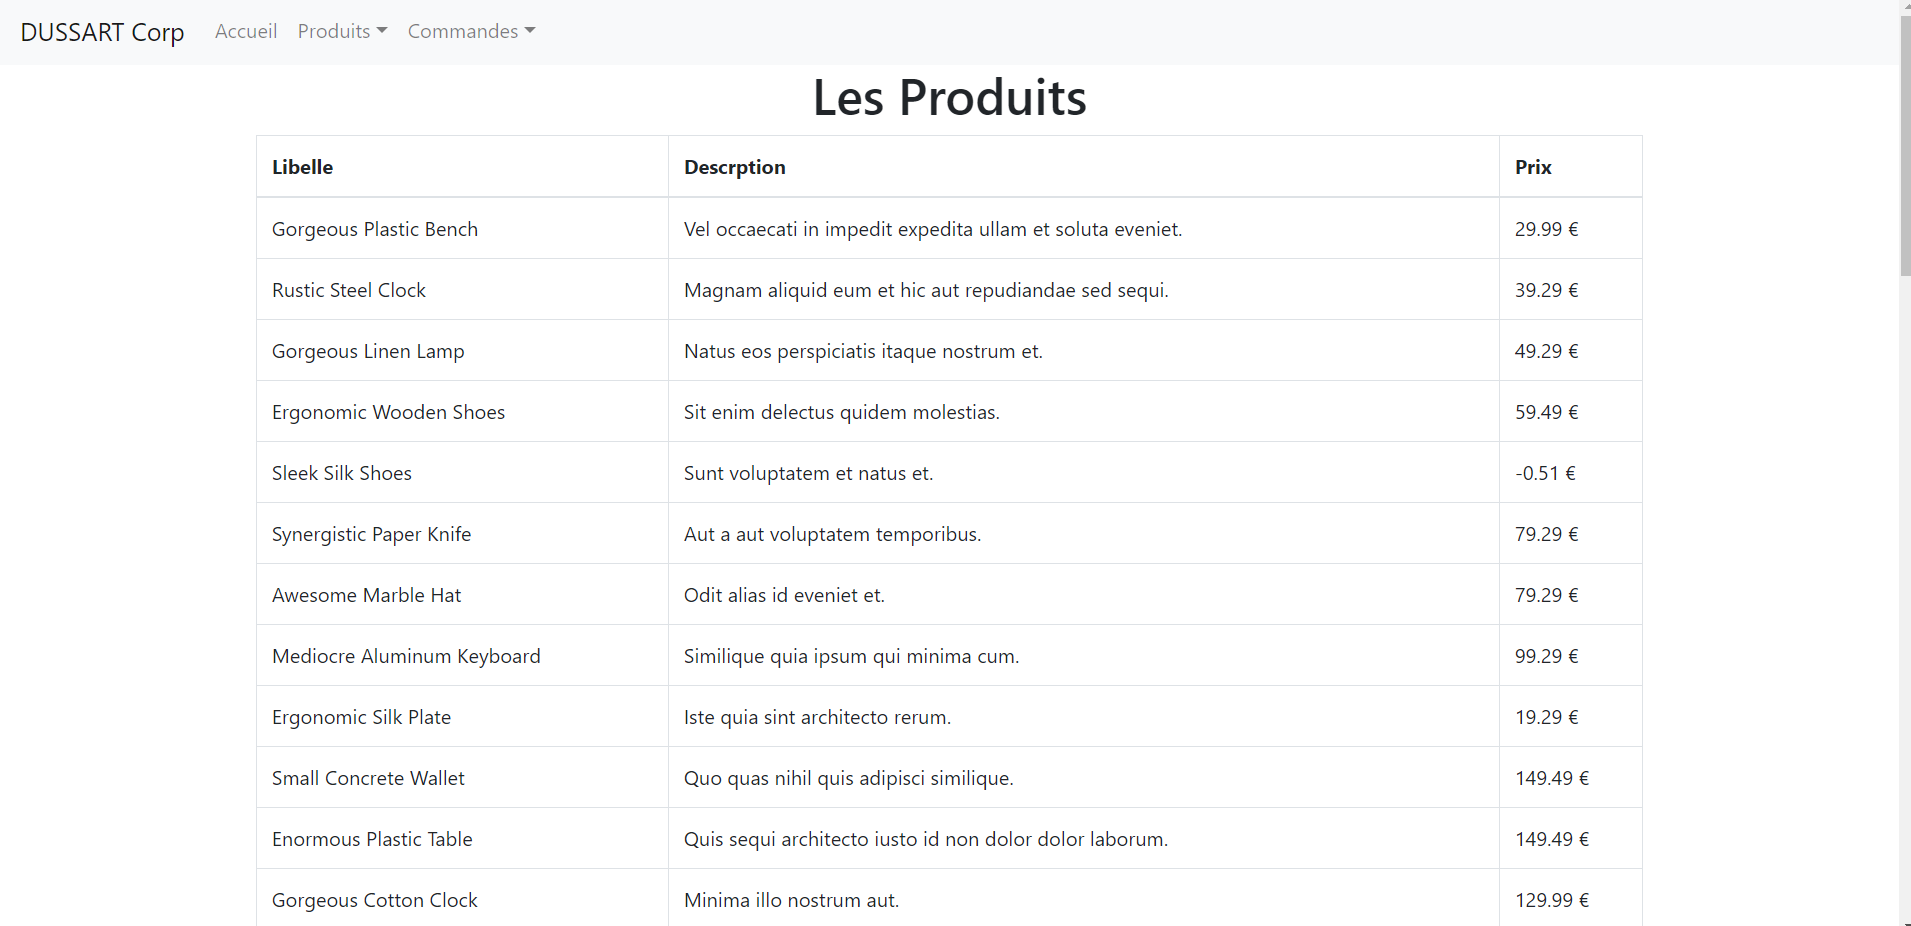 DUSSART Corp Accueil Produits Commandes
Les Produits
Libelle Descrption Prix
Gorgeous Plastic Bench Vel occaecati in impedit expedita ullam et soluta eveniet. 29.99 €
Rustic Steel Clock Magnam aliquid eum et hic aut repudiandae sed sequi. 39.29 €
Gorgeous Linen Lamp Natus eos perspiciatis itaque nostrum et. 49.29 €
Ergonomic Wooden Shoes Sit enim delectus quidem molestias. 59.49 €
Sleek Silk Shoes Sunt voluptatem et natus et. -0.51 €
Synergistic Paper Knife Aut a aut voluptatem temporibus. 79.29 €
Awesome Marble Hat Odit alias id eveniet et. 79.29 €
Mediocre Aluminum Keyboard Similique quia ipsum qui minima cum. 99.29 €
Ergonomic Silk Plate Iste quia sint architecto rerum. 19.29 €
Small Concrete Wallet Quo quas nihil quis adipisci similique. 149.49 €
Enormous Plastic Table Quis sequi architecto iusto id non dolor dolor laborum. 149.49 €
Gorgeous Cotton Clock Minima illo nostrum aut. 129.99 €